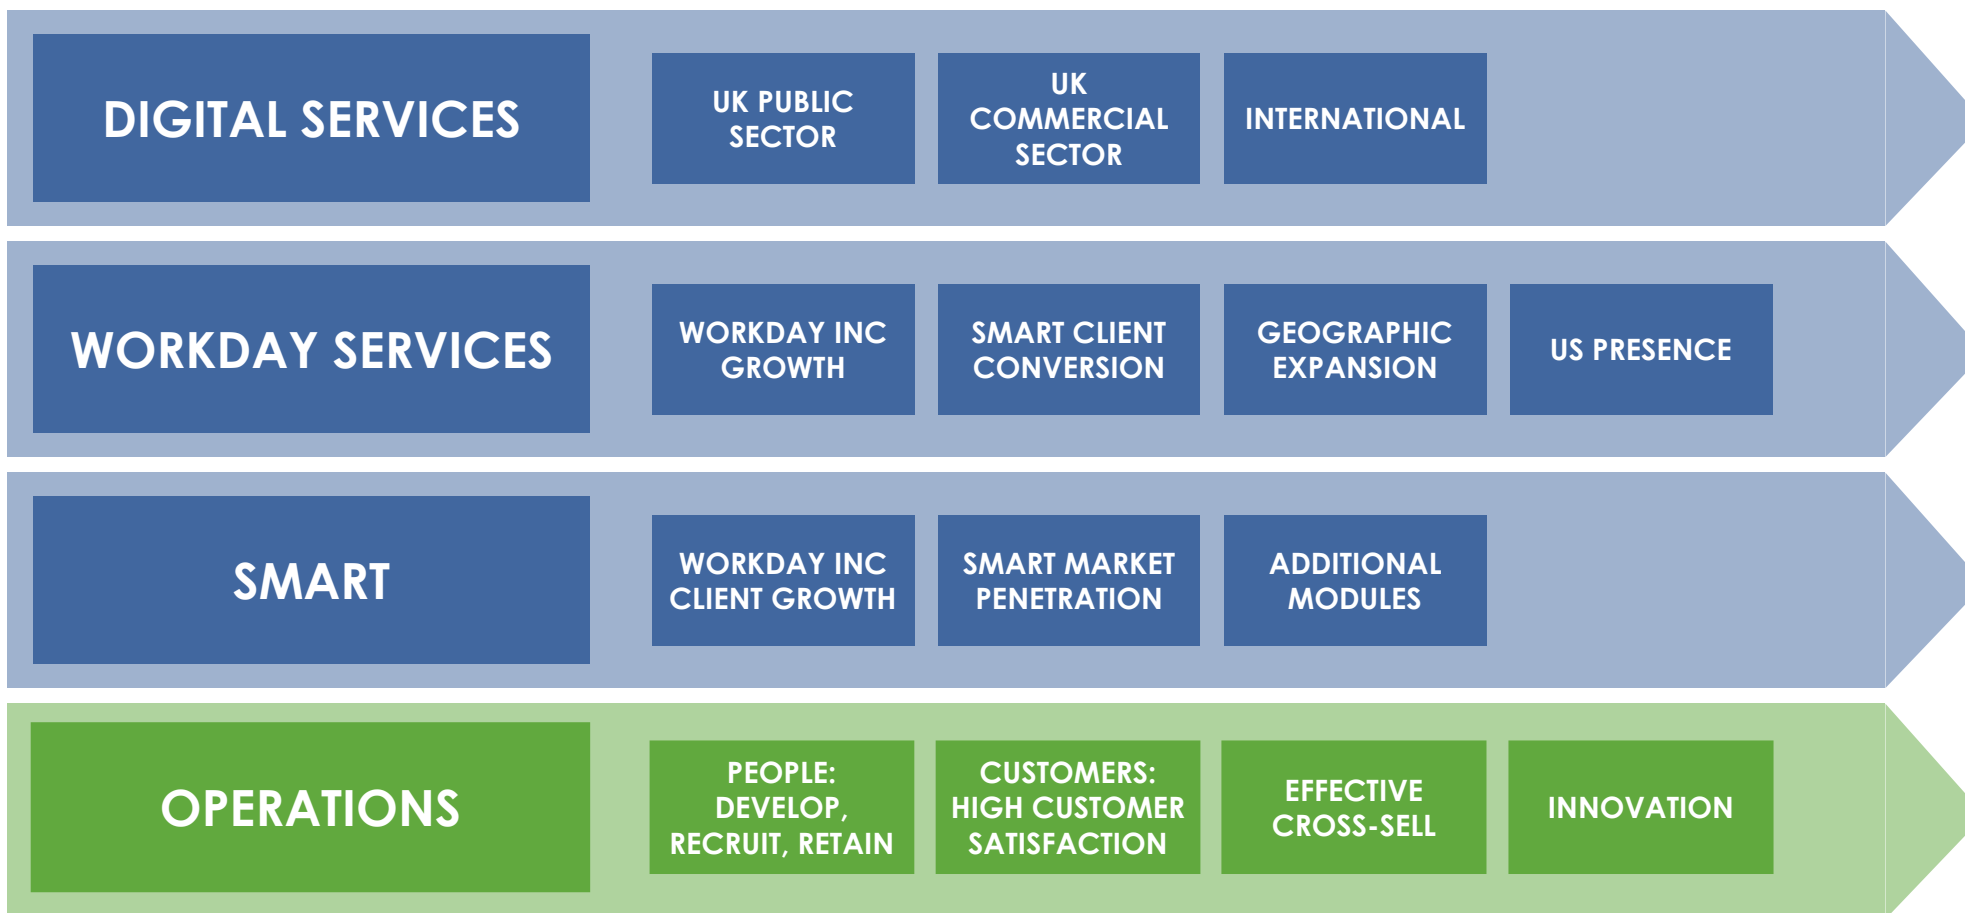 DIGITAL SERVICES
UK PUBLIC
SECTOR
UK
COMMERCIAL
SECTOR
INTERNATIONAL
WORKDAY SERVICES
WORKDAY INC
GROWTH
SMART CLIENT
CONVERSION
GEOGRAPHIC
EXPANSION
US PRESENCE
SMART
WORKDAY INC
CLIENT GROWTH
SMART MARKET
PENETRATION
ADDITIONAL
MODULES
OPERATIONS
PEOPLE:
DEVELOP,
RECRUIT, RETAIN
CUSTOMERS:
HIGH CUSTOMER
SATISFACTION
EFFECTIVE
CROSS-SELL
INNOVATION